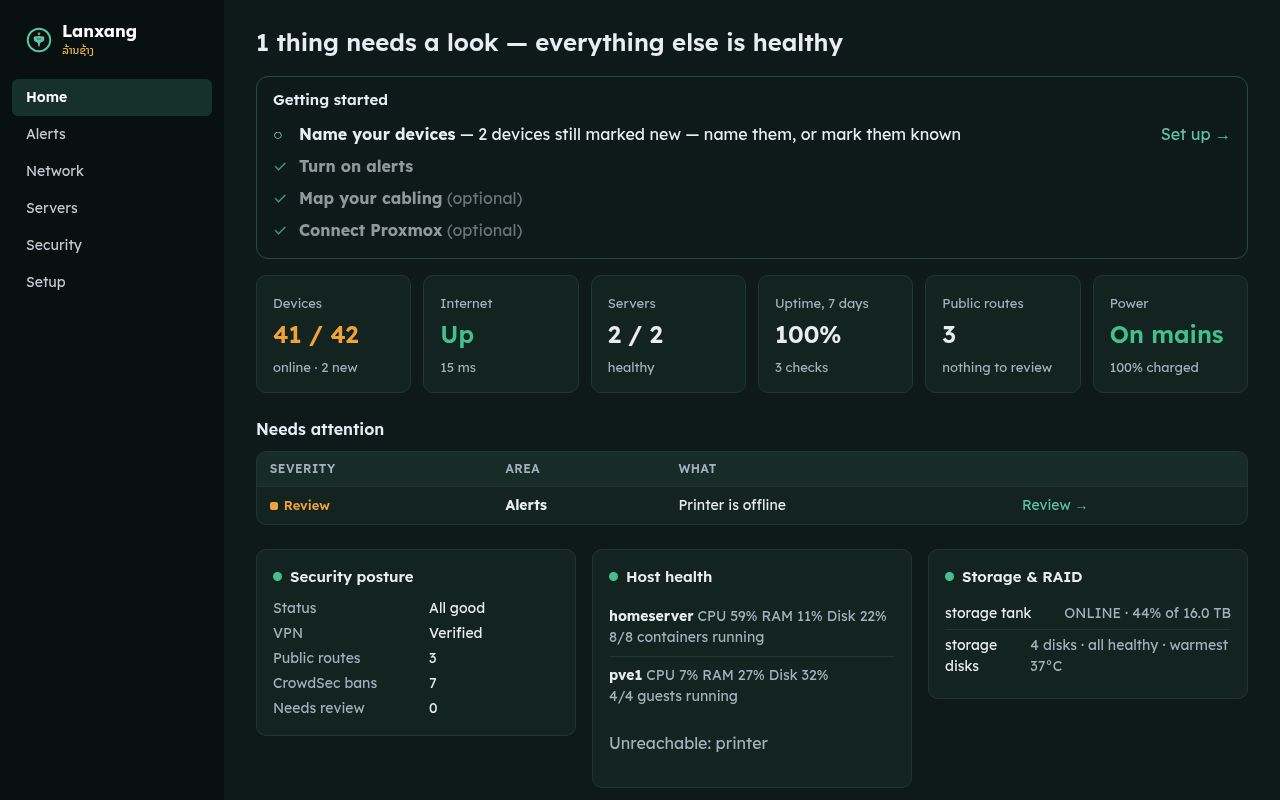 Lanxang
ລ້ານຊ້າງ
Home
Alerts
Network
Servers
Security
Setup
1 thing needs a look — everything else is healthy
Getting started
Name your devices — 2 devices still marked new — name them, or mark them known
Set up →
Turn on alerts
Map your cabling (optional)
Connect Proxmox (optional)
Devices
41 / 42
online · 2 new
Internet
Up
15 ms
Servers
2 / 2
healthy
Uptime, 7 days
100%
3 checks
Public routes
3
nothing to review
Power
On mains
100% charged
Needs attention
SEVERITY AREA WHAT
Review Alerts Printer is offline Review →
Security posture
Status All good
VPN Verified
Public routes 3
CrowdSec bans 7
Needs review 0
Host health
homeserver CPU 59% RAM 11% Disk 22%
8/8 containers running
pve1 CPU 7% RAM 27% Disk 32%
4/4 guests running
Unreachable: printer
Storage & RAID
storage tank ONLINE · 44% of 16.0 TB
storage disks 4 disks · all healthy · warmest 37°C